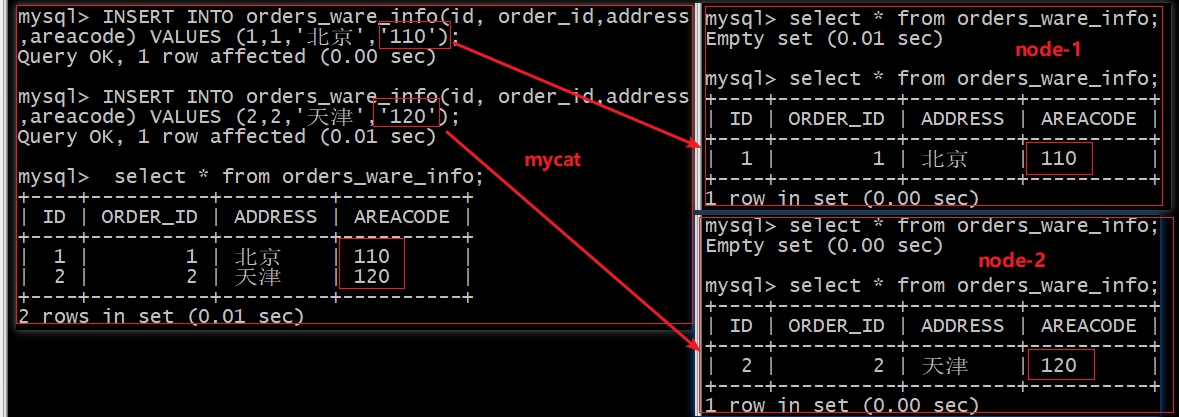 mysql> INSERT INTO orders_ware_info(id, order_id,address
,areacode) VALUES (1,1,'北京','110');
Query OK, 1 row affected (0.00 sec)
mysql> INSERT INTO orders_ware_info(id, order_id,address
,areacode) VALUES (2,2,'天津','120');
Query OK, 1 row affected (0.01 sec)
mycat
mysql>  select * from orders_ware_info;
+----+----------+---------+----------+
| ID | ORDER_ID | ADDRESS | AREACODE |
+----+----------+---------+----------+
| 1 | 1 | 北京 | 110
| 2 | 2 | 天津 | 120
+----+----------+---------+----------+
2 rows in set (0.01 sec)
mysql> select * from orders_ware_info;
Empty set (0.01 sec)
node-1
mysql> select * from orders_ware_info;
+----+----------+---------+----------+
| ID | ORDER_ID | ADDRESS | AREACODE |
+----+----------+---------+----------+
| 1 | 1 | 北京 | 110 |
+----+----------+---------+----------+
1 row in set (0.00 sec)
mysql> select * from orders_ware_info;
Empty set (0.00 sec)
node-2
mysql> select * from orders_ware_info;
+----+----------+---------+----------+
| ID | ORDER_ID | ADDRESS | AREACODE |
+----+----------+---------+----------+
| 2 | 2 | 天津 | 120 |
+----+----------+---------+----------+
1 row in set (0.00 sec)